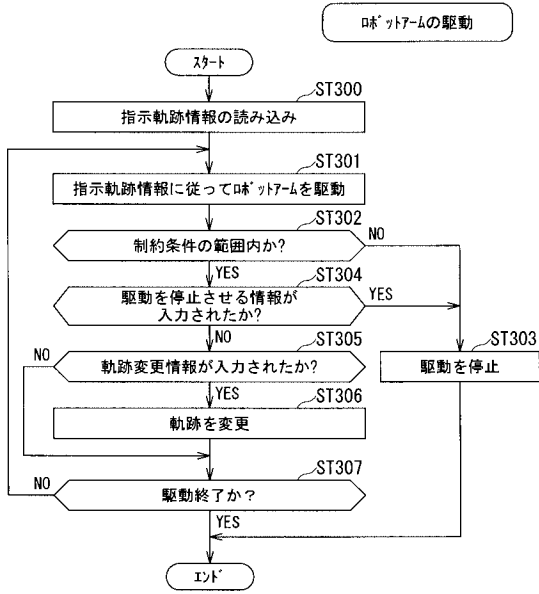 ﾛﾎﾞｯﾄｱｰﾑの駆動
ｽﾀｰﾄ
ST300
指示軌跡情報の読み込み
ST301
指示軌跡情報に従ってﾛﾎﾞｯﾄｱｰﾑを駆動
ST302
制約条件の範囲内か?
NO
YES
ST304
駆動を停止させる情報が
入力されたか?
YES
NO
ST303
駆動を停止
ST305
軌跡変更情報が入力されたか?
NO
YES
ST306
軌跡を変更
ST307
駆動終了か?
NO
YES
ｴﾝﾄﾞ